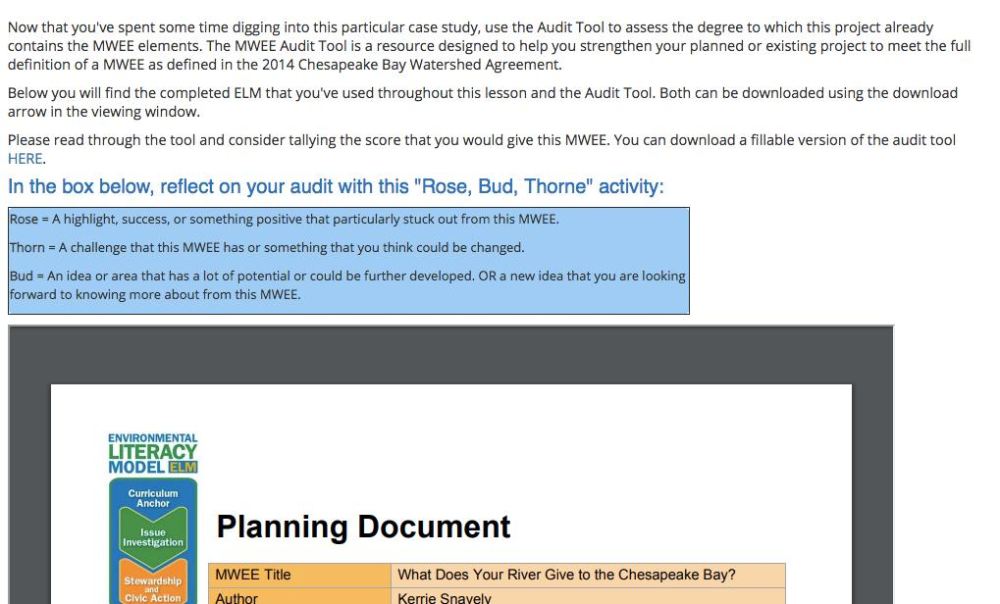 Now that you've spent some time digging into this particular case study, use the Audit Tool to assess the degree to which this project already
contains the MWEE elements. The MWEE Audit Tool is a resource designed to help you strengthen your planned or existing project to meet the full
definition of a MWEE as defined in the 2014 Chesapeake Bay Watershed Agreement.
Below you will find the completed ELM that you've used throughout this lesson and the Audit Tool. Both can be downloaded using the download
arrow in the viewing window.
Please read through the tool and consider tallying the score that you would give this MWEE. You can download a fillable version of the audit tool
HERE.
In the box below, reflect on your audit with this "Rose, Bud, Thorne" activity:
Rose = A highlight, success, or something positive that particularly stuck out from this MWEE.
Thorn = A challenge that this MWEE has or something that you think could be changed.
Bud = An idea or area that has a lot of potential or could be further developed. OR a new idea that you are looking
forward to knowing more about from this MWEE.
ENVIRONMENTAL
LITERACY
MODEL ELM
Curriculum
Anchor
Issue
Investigation
Stewardship
and
Civic Action
Planning Document
MWEE Title What Does Your River Give to the Chesapeake Bay?
Author Kerrie Snavely